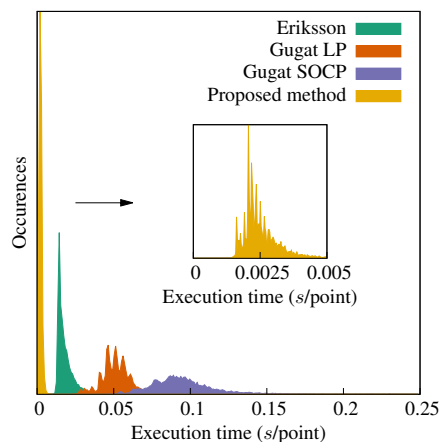 Eriksson
Gugat LP
Gugat SOCP
Proposed method
Occurences
0 0.0025 0.005
Execution time (s/point)
0 0.05 0.1 0.15 0.2 0.25
Execution time (s/point)